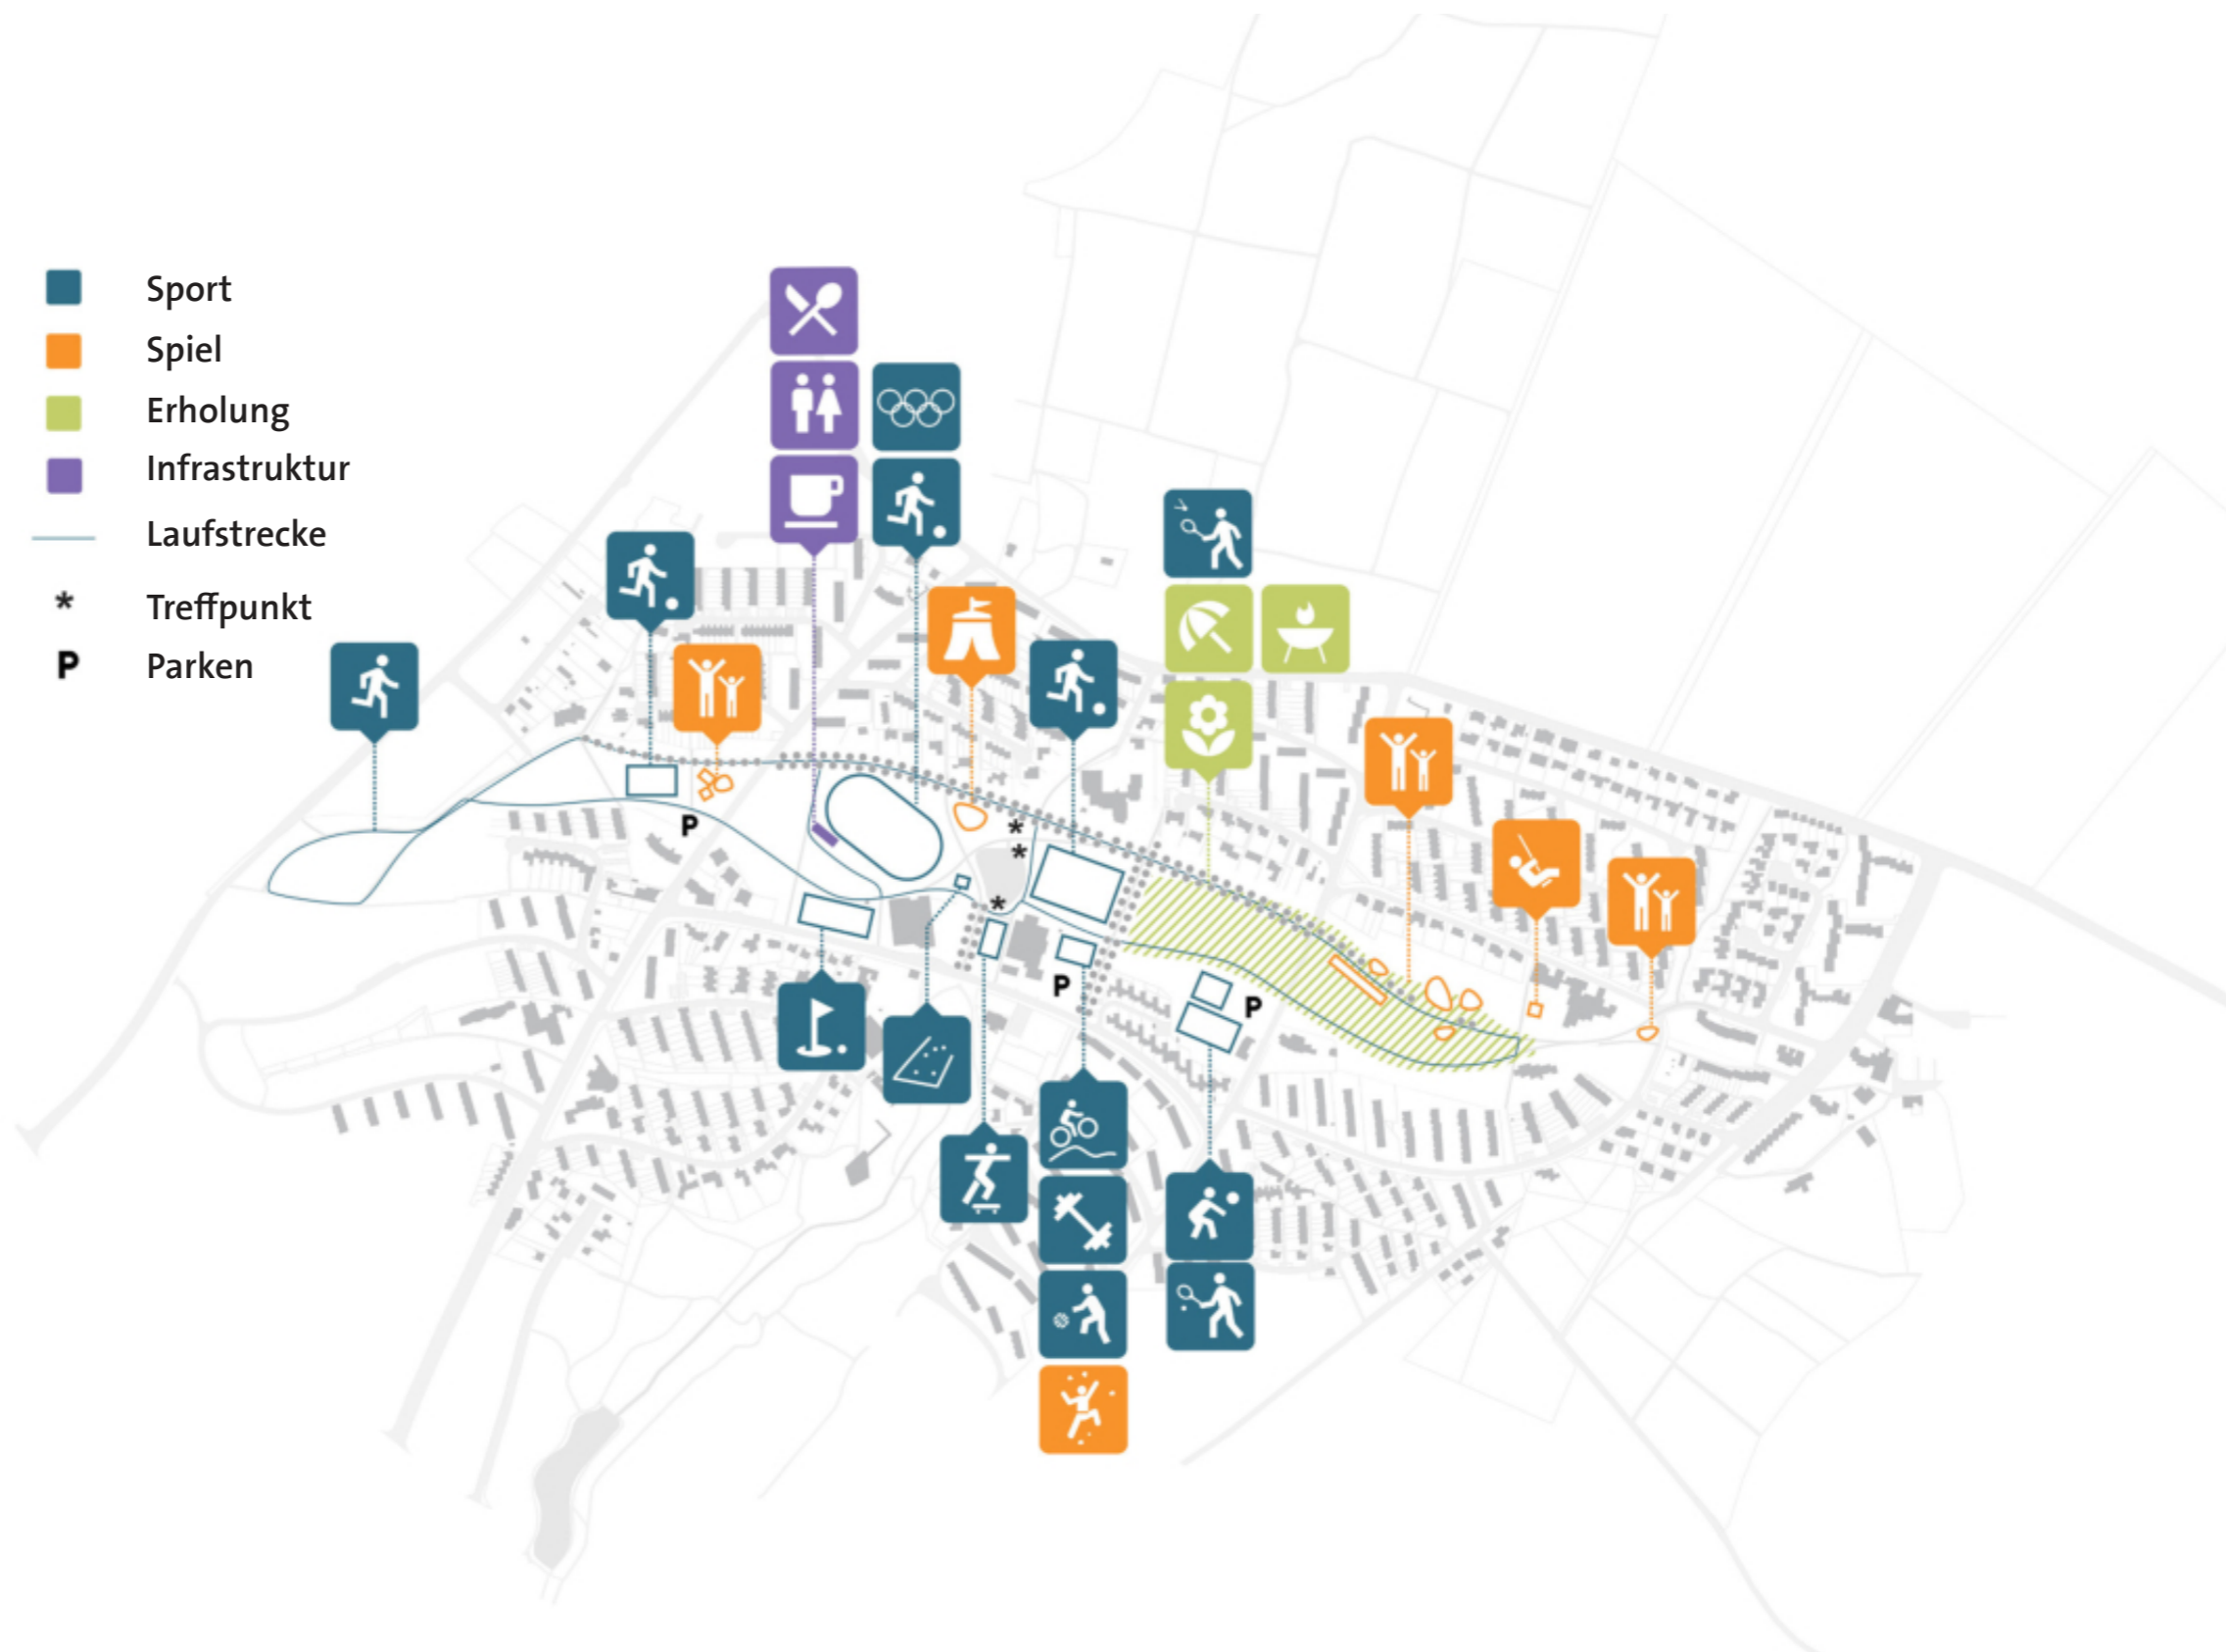 Sport
Spiel
Erholung
Infrastruktur
Laufstrecke
* Treffpunkt
P Parken
*
*
P
*
P
P